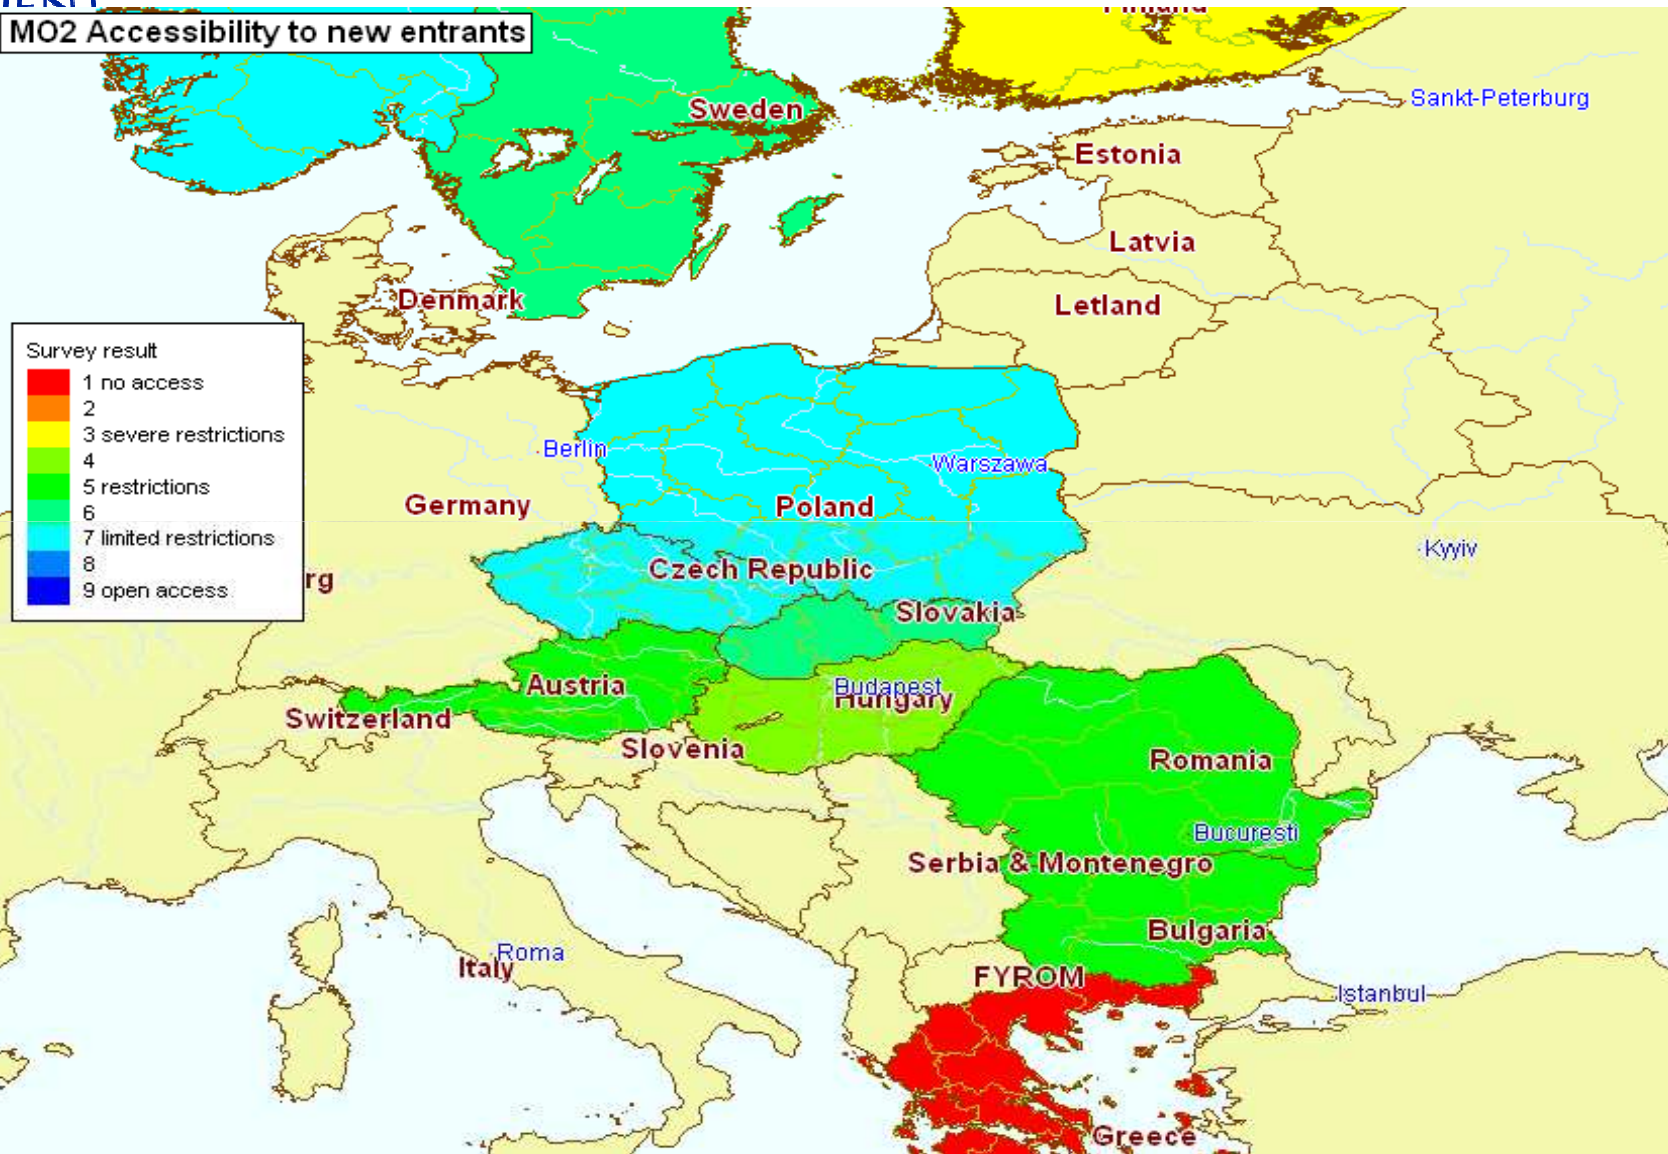 MO2 Accessibility to new entrants
Finland
Sweden
Sankt-Peterburg
Estonia
Latvia
Denmark
Letland
Survey result
1 no access
2
3 severe restrictions
4
5 restrictions
6
7 limited restrictions
8
9 open access
Berlin
Warszawa
Germany
Poland
Kyyiv
rg
Czech Republic
Slovakia
Austria
Budapest
Hungary
Switzerland
Slovenia
Romania
Bucuresti
Serbia & Montenegro
Bulgaria
Roma
Italy
FYROM
Istanbul
Greece